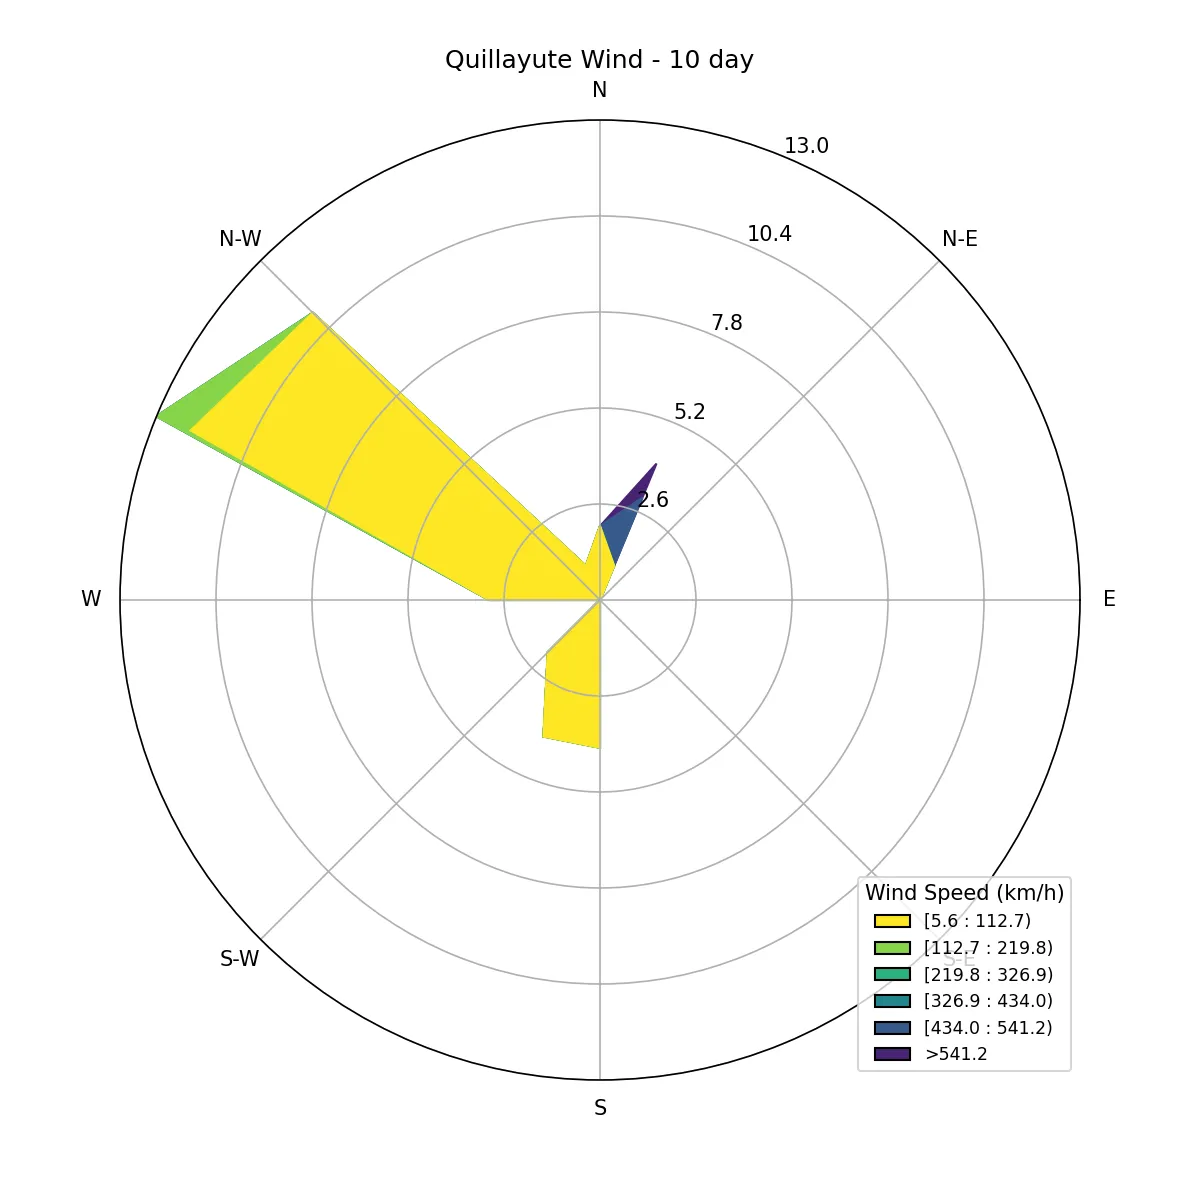 Quillayute Wind - 10 day
N
13.0
N-W
10.4
N-E
7.8
5.2
2.6
W
E
Wind Speed (km/h)
[5.6 : 112.7)
[112.7 : 219.8)
S-W
S-E
[219.8 : 326.9)
[326.9 : 434.0)
[434.0 : 541.2)
>541.2
S